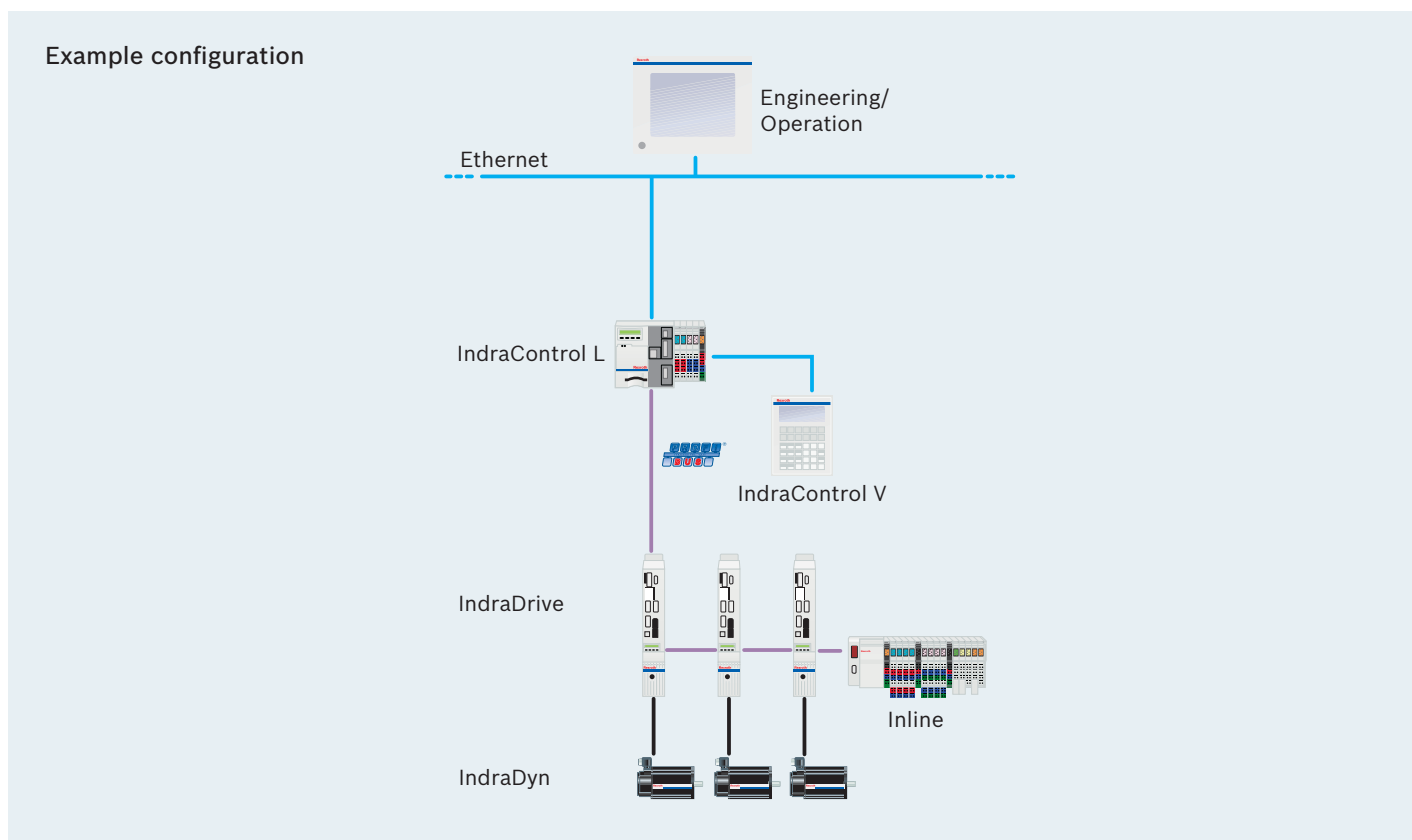 Example configuration
Engineering/
Operation
Ethernet
IndraControl L
IndraControl V
IndraDrive
Inline
IndraDyn